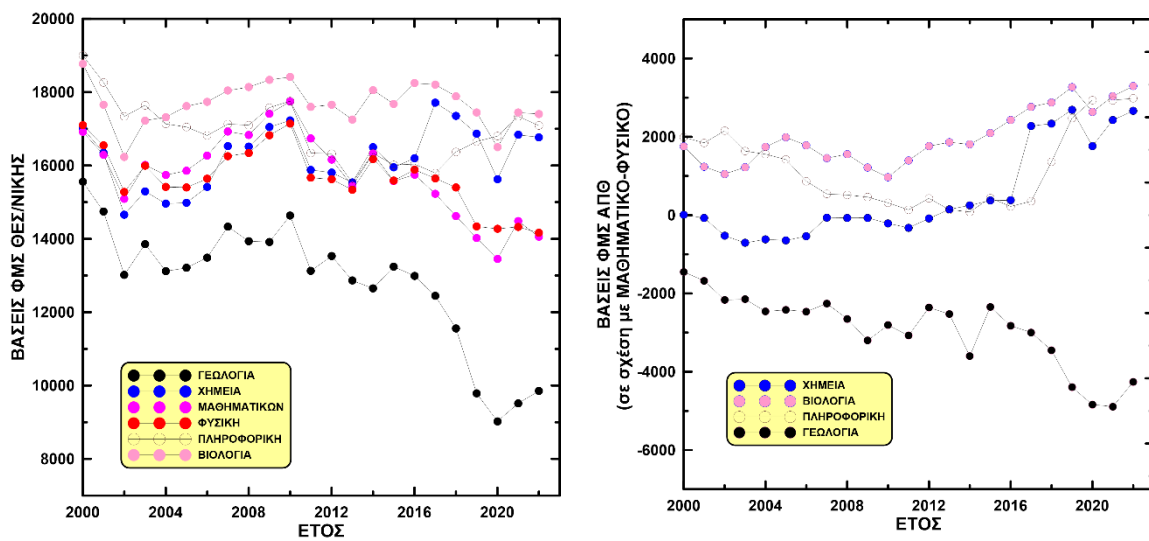 ΒΑΣΕΙΣ ΦΜΣ ΘΕΣ/ΝΙΚΗΣ
20000
18000
16000
14000
12000
10000
8000
2000 2004 2008 2012 2016 2020
ΕΤΟΣ
ΓΕΩΛΟΓΙΑ
ΧΗΜΕΙΑ
ΜΑΘΗΜΑΤΙΚΩΝ
ΦΥΣΙΚΗ
ΠΛΗΡΟΦΟΡΙΚΗ
ΒΙΟΛΟΓΙΑ
ΒΑΣΕΙΣ ΦΜΣ ΑΠΘ
(σε σχέση με ΜΑΘΗΜΑΤΙΚΟ-ΦΥΣΙΚΟ)
4000
2000
0
-2000
-4000
-6000
2000 2004 2008 2012 2016 2020
ΕΤΟΣ
ΧΗΜΕΙΑ
ΒΙΟΛΟΓΙΑ
ΠΛΗΡΟΦΟΡΙΚΗ
ΓΕΩΛΟΓΙΑ